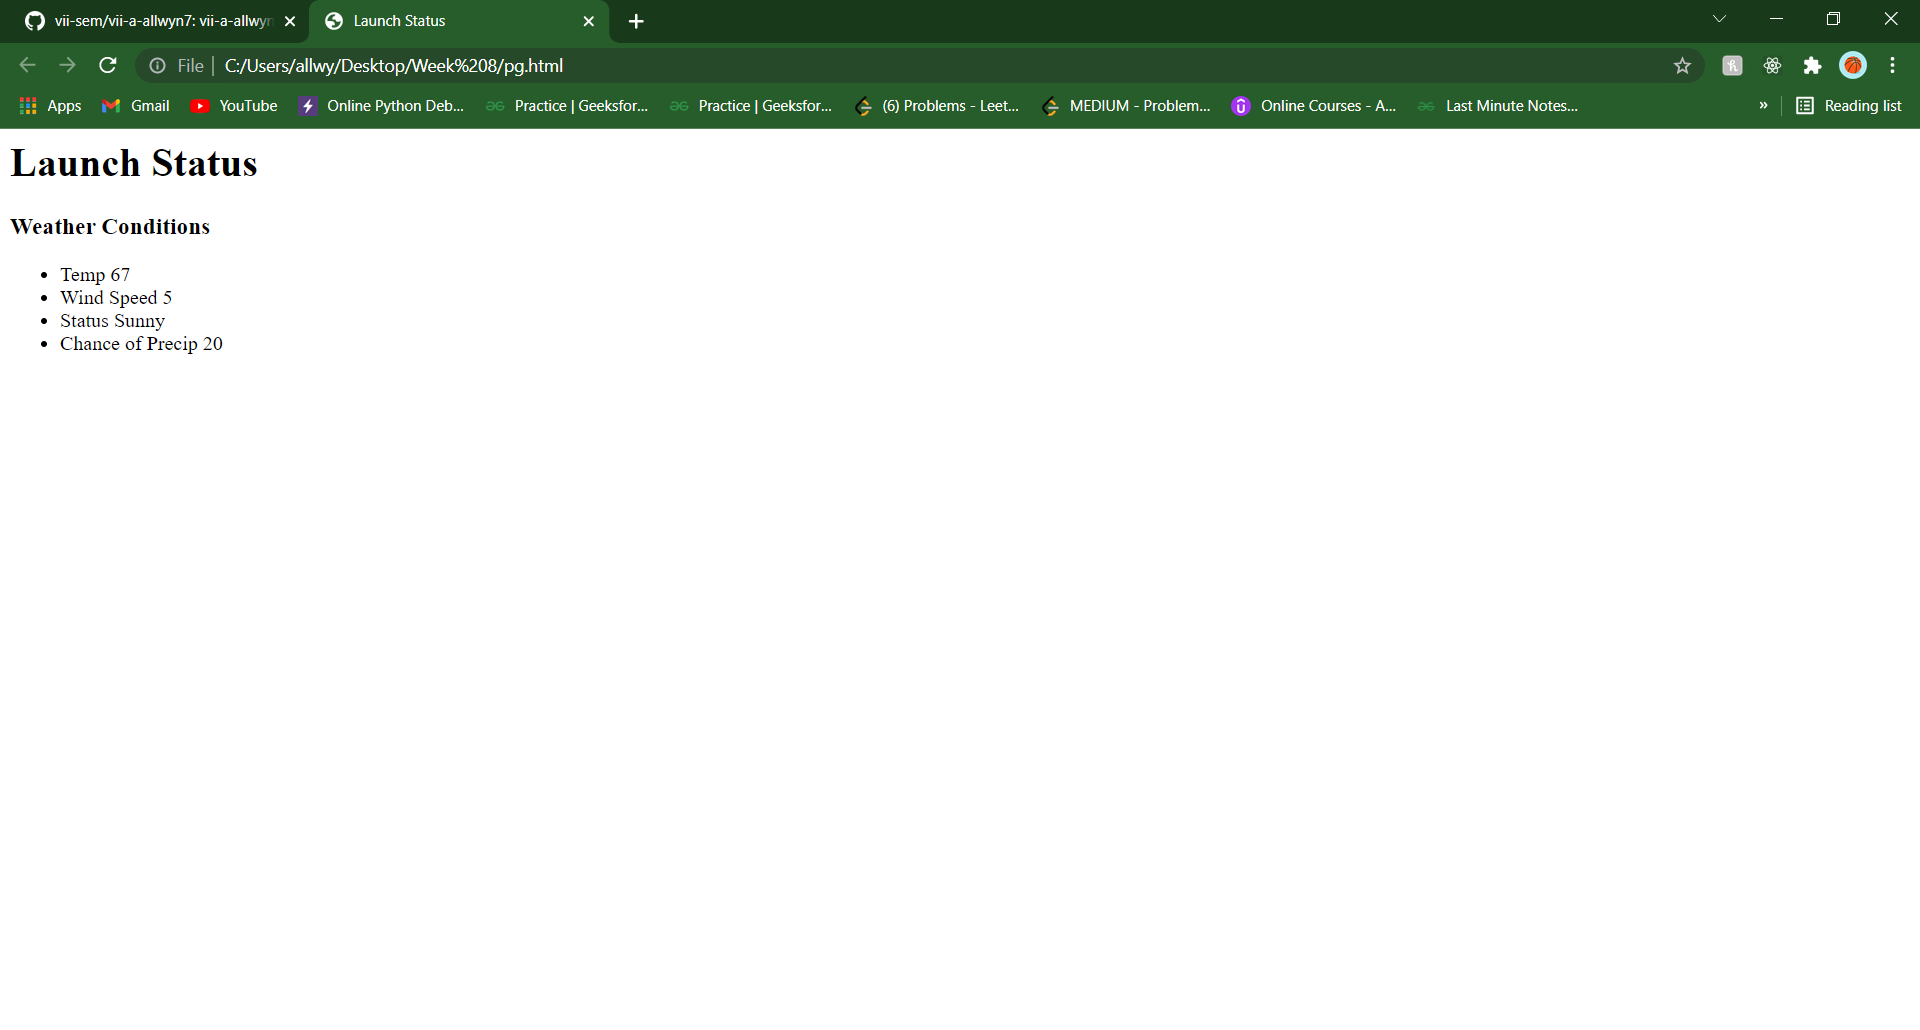 vii-sem/vii-a-allwyn7: vii-a-allwyn
Launch Status
File | C:/Users/allwy/Desktop/Week%208/pg.html
Apps Gmail YouTube Online Python Deb... Practice | Geeksfor... Practice | Geeksfor... (6) Problems - Leet... MEDIUM - Problem... Online Courses - A... Last Minute Notes... » Reading list
Launch Status
Weather Conditions
• Temp 67
• Wind Speed 5
• Status Sunny
• Chance of Precip 20